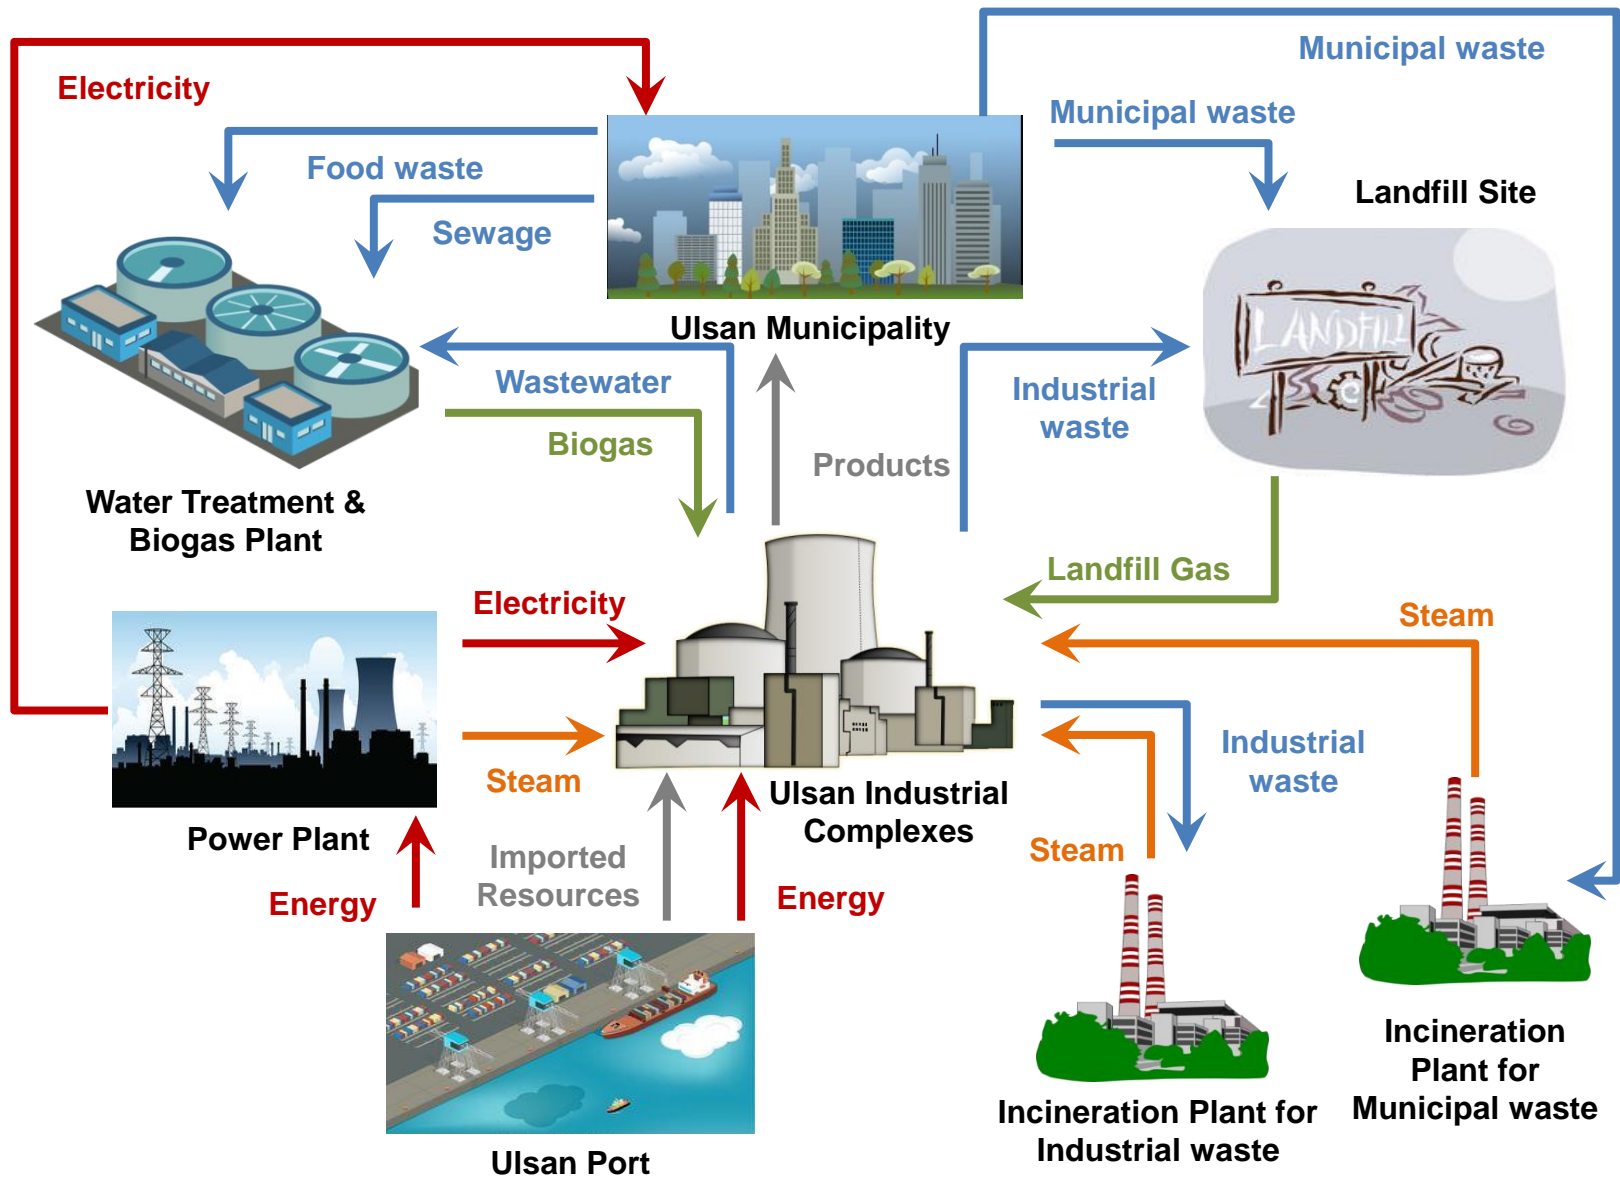 Municipal waste
Electricity
Municipal waste
Food waste
Landfill Site
Sewage
LANDFILL
Ulsan Municipality
Wastewater
Industrial
waste
Biogas
Products
Water Treatment &
Biogas Plant
Landfill Gas
Electricity
Steam
Industrial
waste
Steam
Ulsan Industrial
Complexes
Power Plant
Imported
Resources
Steam
Energy
Energy
Incineration
Plant for
Municipal waste
Incineration Plant for
Industrial waste
Ulsan Port